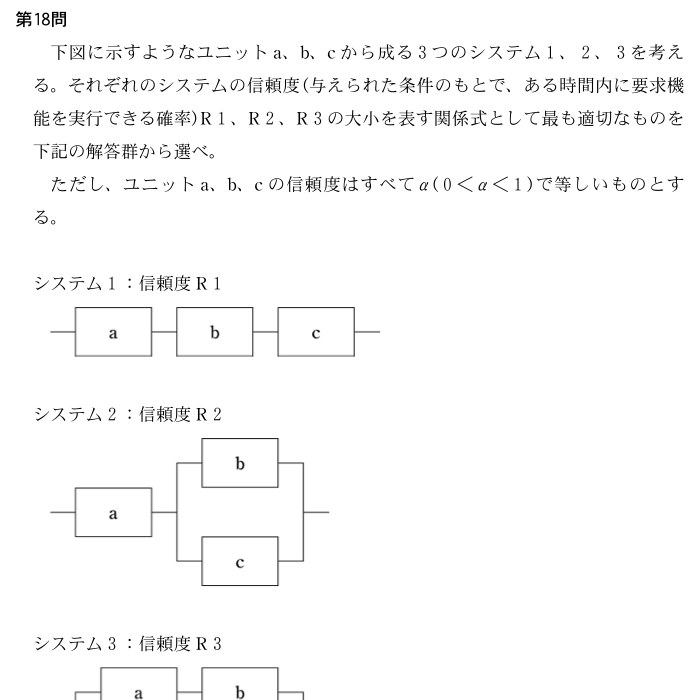 第18問
下図に示すようなユニット a、b、c から成る3つのシステム1、2、3を考え
る。それぞれのシステムの信頼度(与えられた条件のもとで、ある時間内に要求機
能を実行できる確率)R1、R2、R3の大小を表す関係式として最も適切なものを
下記の解答群から選べ。
ただし、ユニット a、b、c の信頼度はすべてα(0<α<1)で等しいものとす
る。
システム1:信頼度R1
a b c
システム2:信頼度R2
b
a
c
システム3:信頼度R3
a b